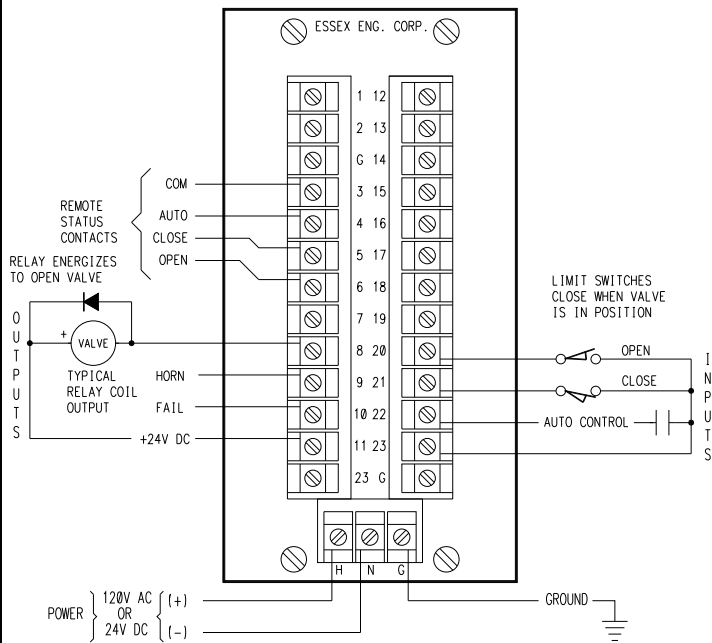 ESSEX ENG. CORP.
1 12
2 13
G 14
3 15
4 16
5 17
6 18
7 19
8 20
9 21
10 22
11 23
23 G
H N G
REMOTE
STATUS
CONTACTS
COM
AUTO
CLOSE
OPEN
RELAY ENERGIZES
TO OPEN VALVE
OUTPUTS
+
VALVE
TYPICAL
RELAY COIL
OUTPUT
HORN
FAIL
+24V DC
LIMIT SWITCHES
CLOSE WHEN VALVE
IS IN POSITION
OPEN
CLOSE
AUTO CONTROL
INPUTS
POWER
120V AC (+)
OR
24V DC (-)
GROUND